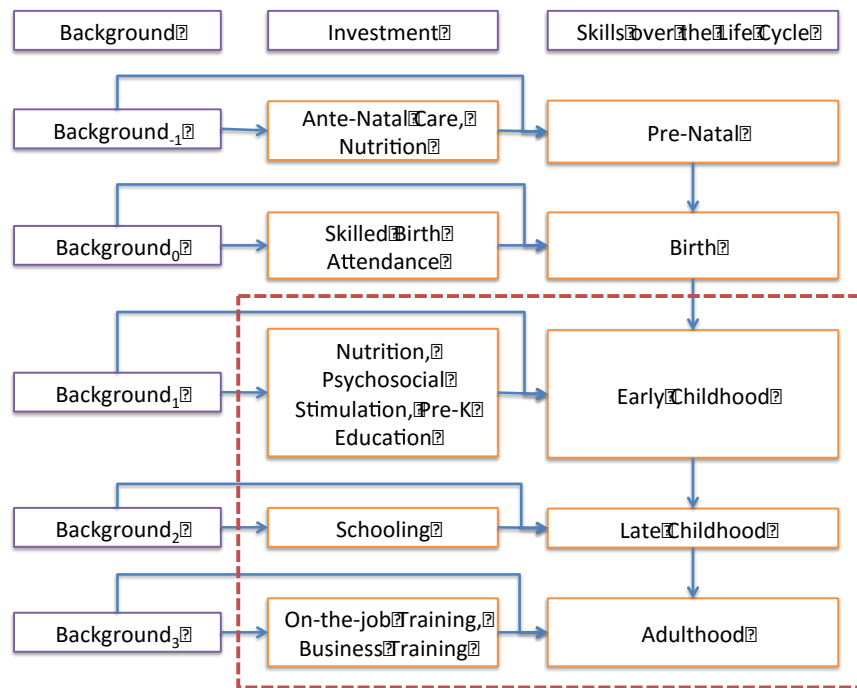 Background
Investment
Skills over the Life Cycle
Background-1
Ante-Natal Care,
Nutrition
Pre-Natal
Background0
Skilled Birth
Attendance
Birth
Background1
Nutrition,
Psychosocial
Stimulation, Pre-K
Education
Early Childhood
Background2
Schooling
Late Childhood
Background3
On-the-job Training,
Business Training
Adulthood